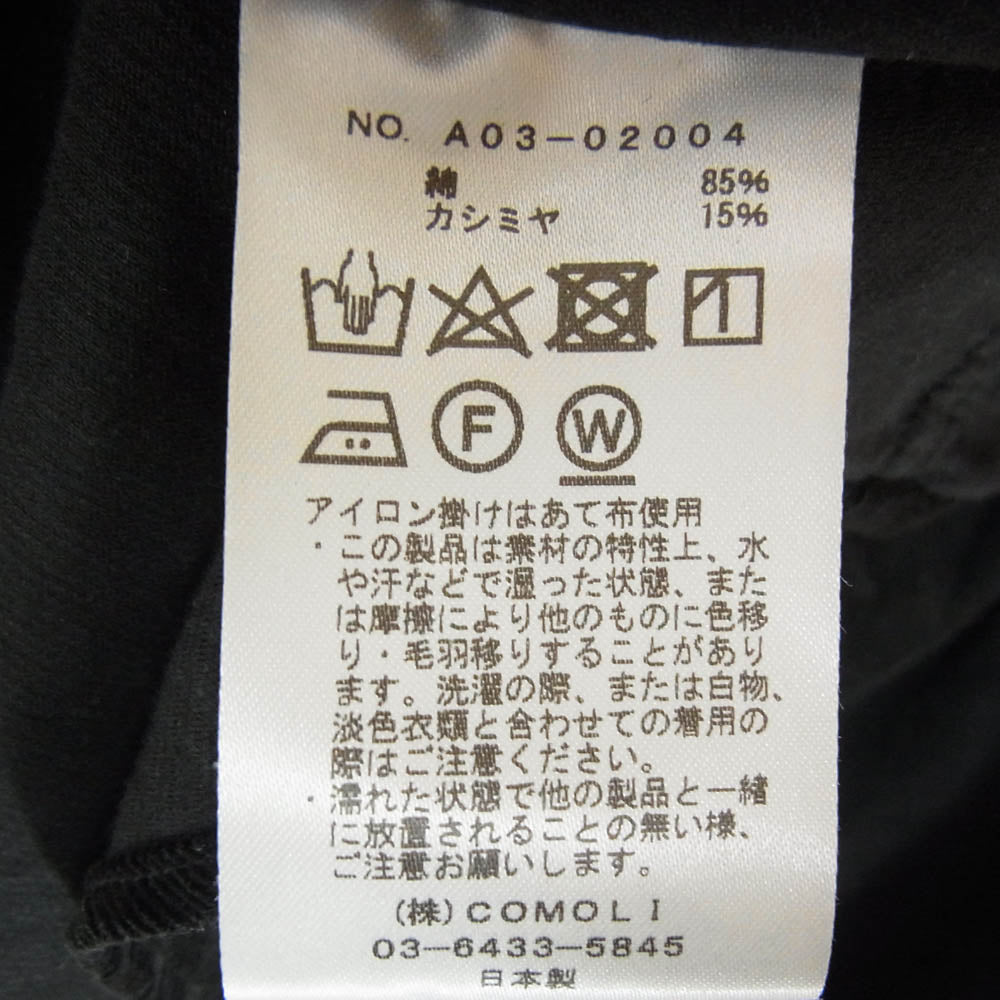 NO. A03-02004
綿 85%
カシミヤ 15%
F W
アイロン掛けはあて布使用
・この製品は素材の特性上、水
や汗などで湿った状態、また
は摩擦により他のものに色移
り・毛羽移りすることがあり
ます。洗濯の際、または白物、
淡色衣類と合わせての着用の
際はご注意ください。
・濡れた状態で他の製品と一緒
に放置されることの無い様、
ご注意お願いします。
(株)COMOLI
03-6433-5845
日本製